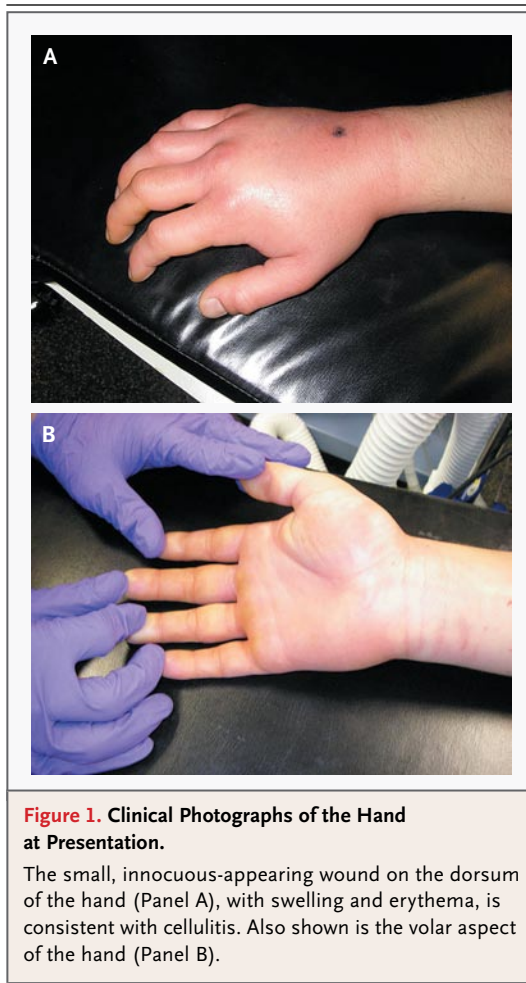 A
B
Figure 1. Clinical Photographs of the Hand
at Presentation.
The small, innocuous-appearing wound on the dorsum
of the hand (Panel A), with swelling and erythema, is
consistent with cellulitis. Also shown is the volar aspect
of the hand (Panel B).